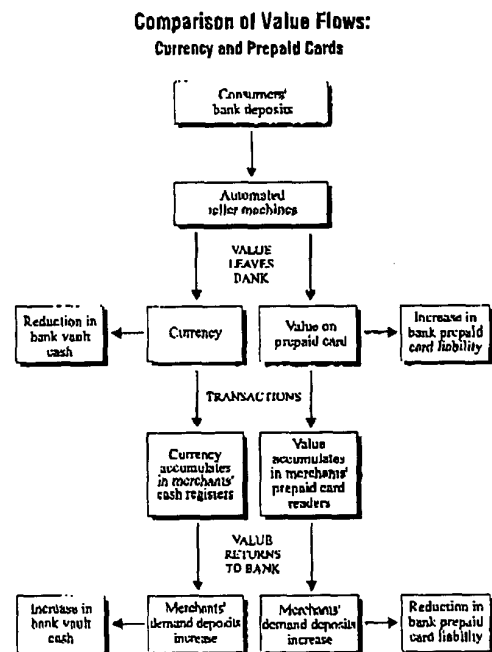 Comparison of Value Flows:
Currency and Prepaid Cards
Consumers'
bank deposits
Automated
teller machines
VALUE
LEAVES
BANK
Reduction in
bank vault
cash
Currency
Value on
prepaid card
Increase in
bank prepaid
card liability
TRANSACTIONS
Currency
accumulates
in merchants'
cash registers
Value
accumulates
in merchants'
prepaid card
readers
VALUE
RETURNS
TO BANK
Increase in
bank vault
cash
Merchants'
demand deposits
increase
Merchants'
demand deposits
increase
Reduction in
bank prepaid
card liability